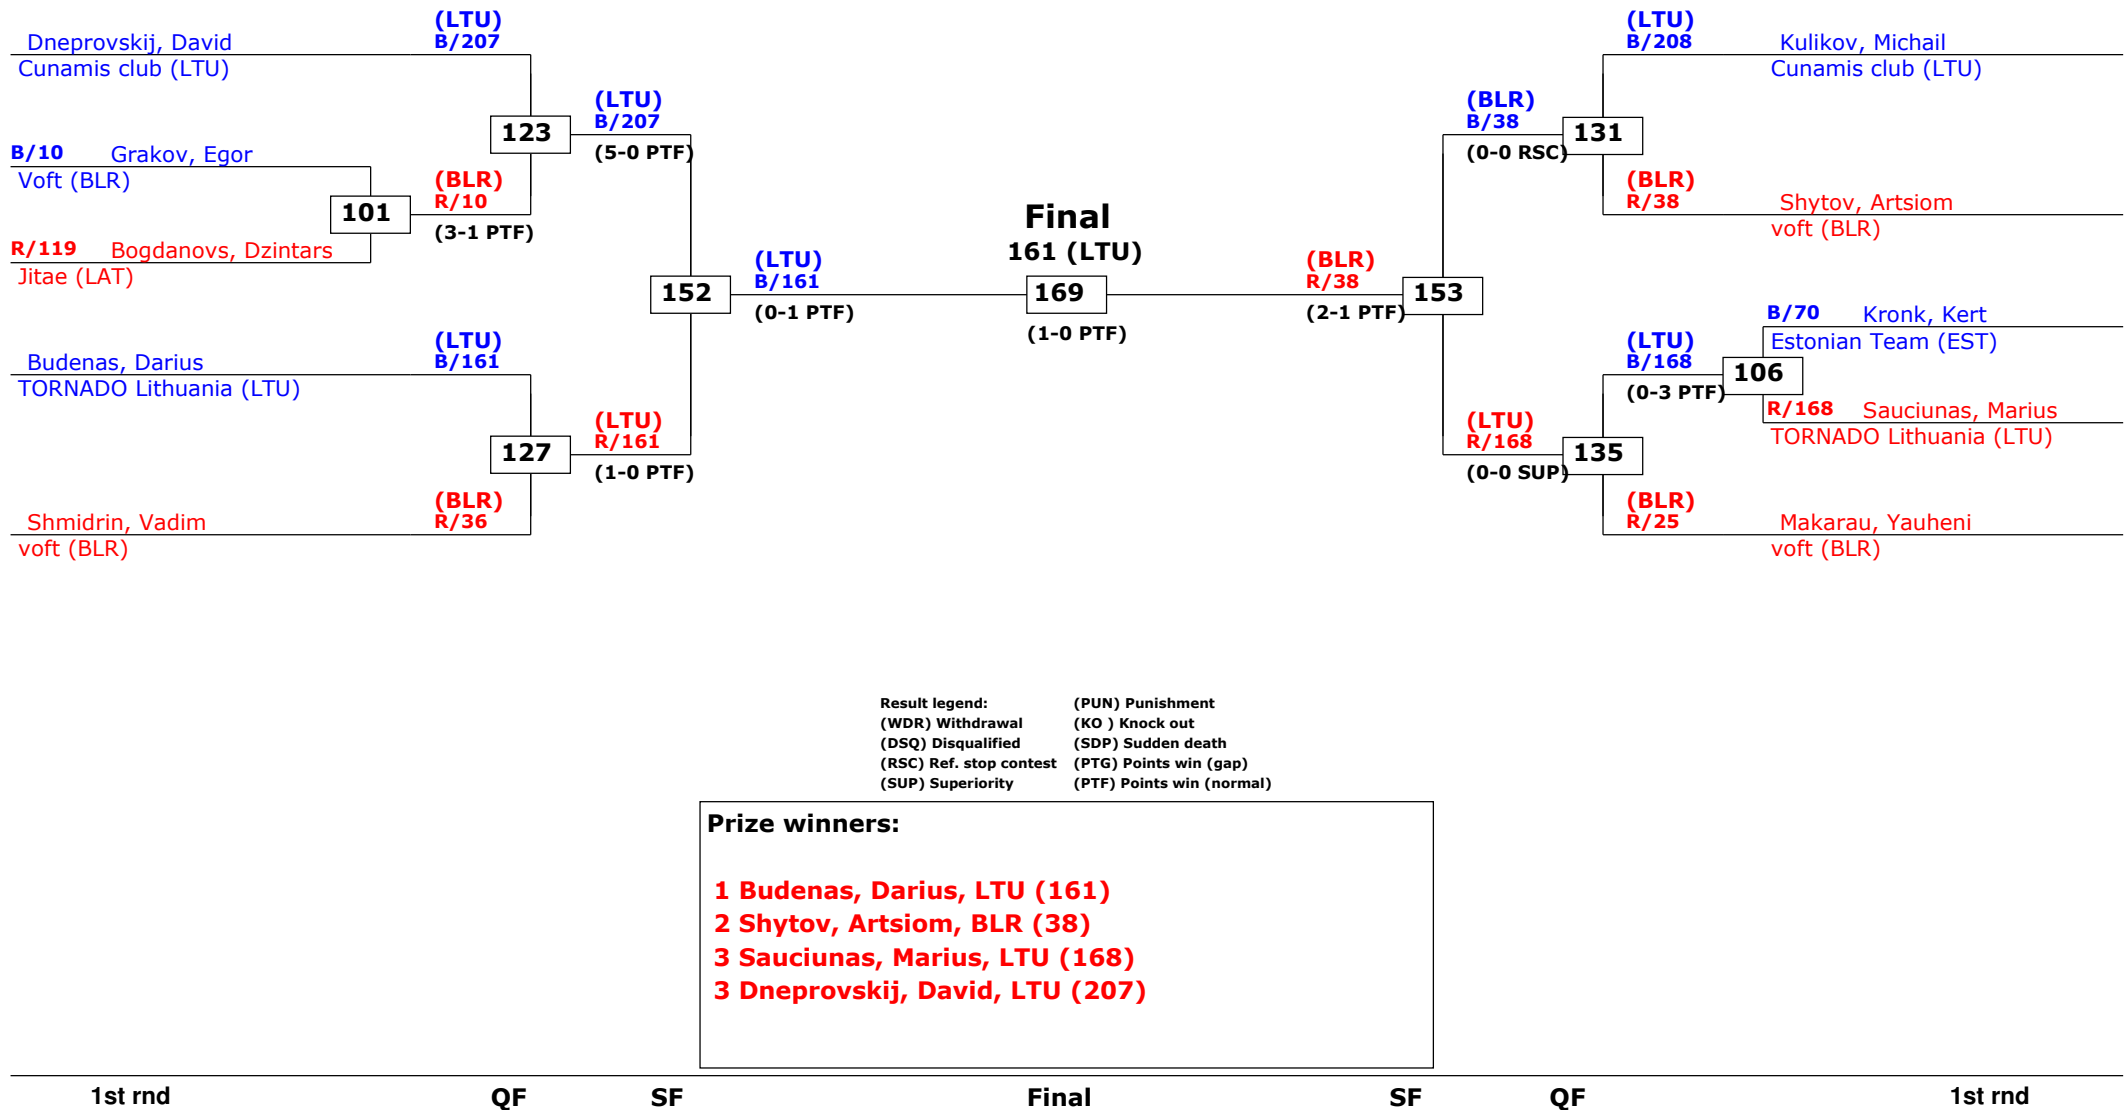 (LTU)
B/207
Dneprovskij, David
Cunamis club (LTU)
123
(LTU)
B/207
(5-0 PTF)
B/10 Grakov, Egor
Voft (BLR)
101
(BLR)
R/10
(3-1 PTF)
R/119 Bogdanovs, Dzintars
Jitae (LAT)
152
(LTU)
B/161
(0-1 PTF)
(LTU)
B/161
Budenas, Darius
TORNADO Lithuania (LTU)
127
(LTU)
R/161
(1-0 PTF)
(BLR)
R/36
Shmidrin, Vadim
voft (BLR)
Final
161 (LTU)
169
(1-0 PTF)
(LTU)
B/208
Kulikov, Michail
Cunamis club (LTU)
(BLR)
B/38
(0-0 RSC)
131
(BLR)
R/38
Shytov, Artsiom
voft (BLR)
(BLR)
R/38
(2-1 PTF)
153
B/70 Kronk, Kert
Estonian Team (EST)
(LTU)
B/168
(0-3 PTF)
106
R/168 Sauciunas, Marius
TORNADO Lithuania (LTU)
(LTU)
R/168
(0-0 SUP)
135
(BLR)
R/25
Makarau, Yauheni
voft (BLR)
Result legend: (PUN) Punishment
(WDR) Withdrawal (KO ) Knock out
(DSQ) Disqualified (SDP) Sudden death
(RSC) Ref. stop contest (PTG) Points win (gap)
(SUP) Superiority (PTF) Points win (normal)
Prize winners:
1 Budenas, Darius, LTU (161)
2 Shytov, Artsiom, BLR (38)
3 Sauciunas, Marius, LTU (168)
3 Dneprovskij, David, LTU (207)
1st rnd QF SF Final SF QF 1st rnd